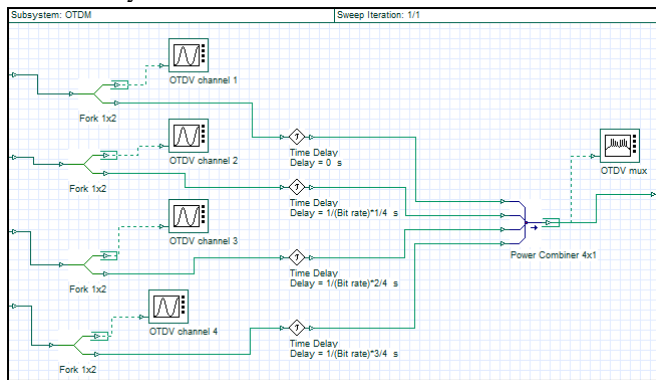 Subsystem: OTDM
Sweep Iteration: 1/1
OTDV channel 1
Fork 1x2
OTDV channel 2
Fork 1x2
Time Delay
Delay = 0 s
OTDV mux
Time Delay
Delay = 1/(Bit rate)*1/4 s
OTDV channel 3
Fork 1x2
Power Combiner 4x1
Time Delay
Delay = 1/(Bit rate)*2/4 s
OTDV channel 4
Fork 1x2
Time Delay
Delay = 1/(Bit rate)*3/4 s